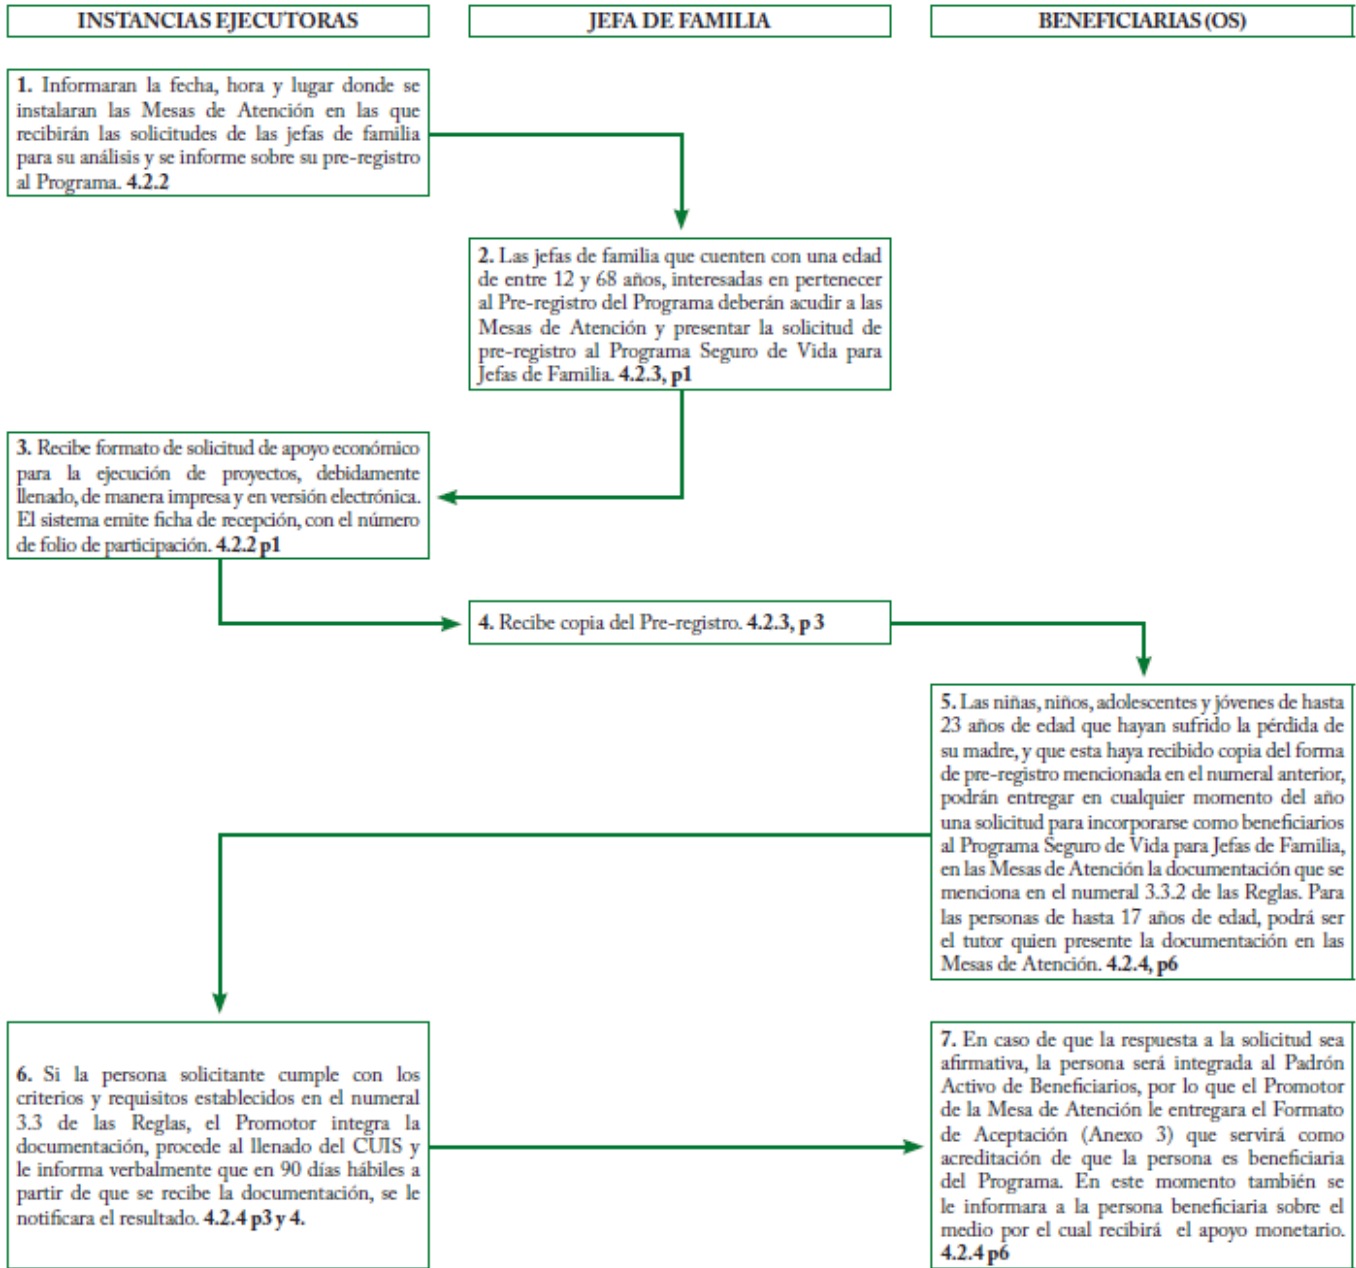 INSTANCIAS EJECUTORAS
JEFA DE FAMILIA
BENEFICIARIAS (OS)
1. Informaran la fecha, hora y lugar donde se
instalaran las Mesas de Atención en las que
recibirán las solicitudes de las jefas de familia
para su análisis y se informe sobre su pre-registro
al Programa. 4.2.2
2. Las jefas de familia que cuenten con una edad
de entre 12 y 68 años, interesadas en pertenecer
al Pre-registro del Programa deberán acudir a las
Mesas de Atención y presentar la solicitud de
pre-registro al Programa Seguro de Vida para
Jefas de Familia. 4.2.3, p1
3. Recibe formato de solicitud de apoyo económico
para la ejecución de proyectos, debidamente
llenado, de manera impresa y en versión electrónica.
El sistema emite ficha de recepción, con el número
de folio de participación. 4.2.2 p1
4. Recibe copia del Pre-registro. 4.2.3, p 3
5. Las niñas, niños, adolescentes y jóvenes de hasta
23 años de edad que hayan sufrido la pérdida de
su madre, y que esta haya recibido copia del forma
de pre-registro mencionada en el numeral anterior,
podrán entregar en cualquier momento del año
una solicitud para incorporarse como beneficiarios
al Programa Seguro de Vida para Jefas de Familia,
en las Mesas de Atención la documentación que se
menciona en el numeral 3.3.2 de las Reglas. Para
las personas de hasta 17 años de edad, podrá ser
el tutor quien presente la documentación en las
Mesas de Atención. 4.2.4, p6
6. Si la persona solicitante cumple con los
criterios y requisitos establecidos en el numeral
3.3 de las Reglas, el Promotor integra la
documentación, procede al llenado del CUIS y
le informa verbalmente que en 90 días hábiles a
partir de que se recibe la documentación, se le
notificara el resultado. 4.2.4 p3 y 4.
7. En caso de que la respuesta a la solicitud sea
afirmativa, la persona será integrada al Padrón
Activo de Beneficiarios, por lo que el Promotor
de la Mesa de Atención le entregara el Formato
de Aceptación (Anexo 3) que servirá como
acreditación de que la persona es beneficiaria
del Programa. En este momento también se
le informara a la persona beneficiaria sobre el
medio por el cual recibirá el apoyo monetario.
4.2.4 p6